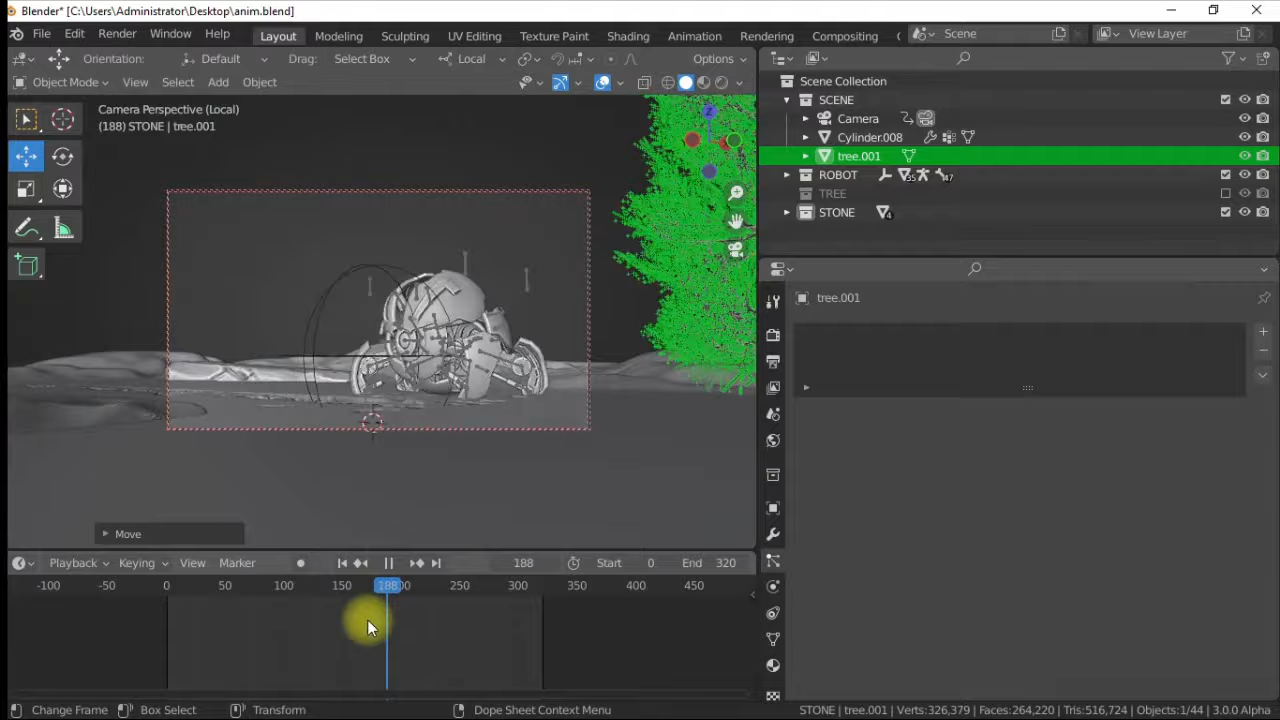 Blender* [C:\Users\Administrator\Desktop\anim.blend]
File Edit Render Window Help Layout Modeling Sculpting UV Editing Texture Paint Shading Animation Rendering Compositing Scene View Layer
Orientation: Default Drag: Select Box Local Options
Object Mode View Select Add Object
Camera Perspective (Local)
(188) STONE | tree.001
Z
Move
Scene Collection
SCENE
Camera
Cylinder.008
tree.001
ROBOT 35 47
TREE
STONE 4
tree.001
Playback Keying View Marker 188 Start 0 End 320
-100 -50 0 50 100 150 188 250 300 350 400 450
Change Frame Box Select Transform Dope Sheet Context Menu STONE | tree.001 | Verts:326,379 | Faces:264,220 | Tris:516,724 | Objects:1/44 | 3.0.0 Alpha